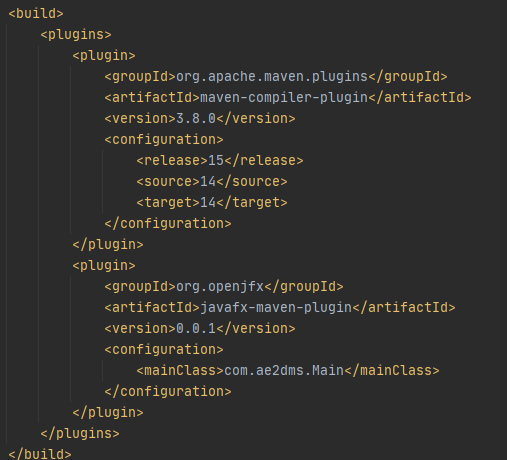 <build>
<plugins>
<plugin>
<groupId>org.apache.maven.plugins</groupId>
<artifactId>maven-compiler-plugin</artifactId>
<version>3.8.0</version>
<configuration>
<release>15</release>
<source>14</source>
<target>14</target>
</configuration>
</plugin>
<plugin>
<groupId>org.openjfx</groupId>
<artifactId>javafx-maven-plugin</artifactId>
<version>0.0.1</version>
<configuration>
<mainClass>com.ae2dms.Main</mainClass>
</configuration>
</plugin>
</plugins>
</build>